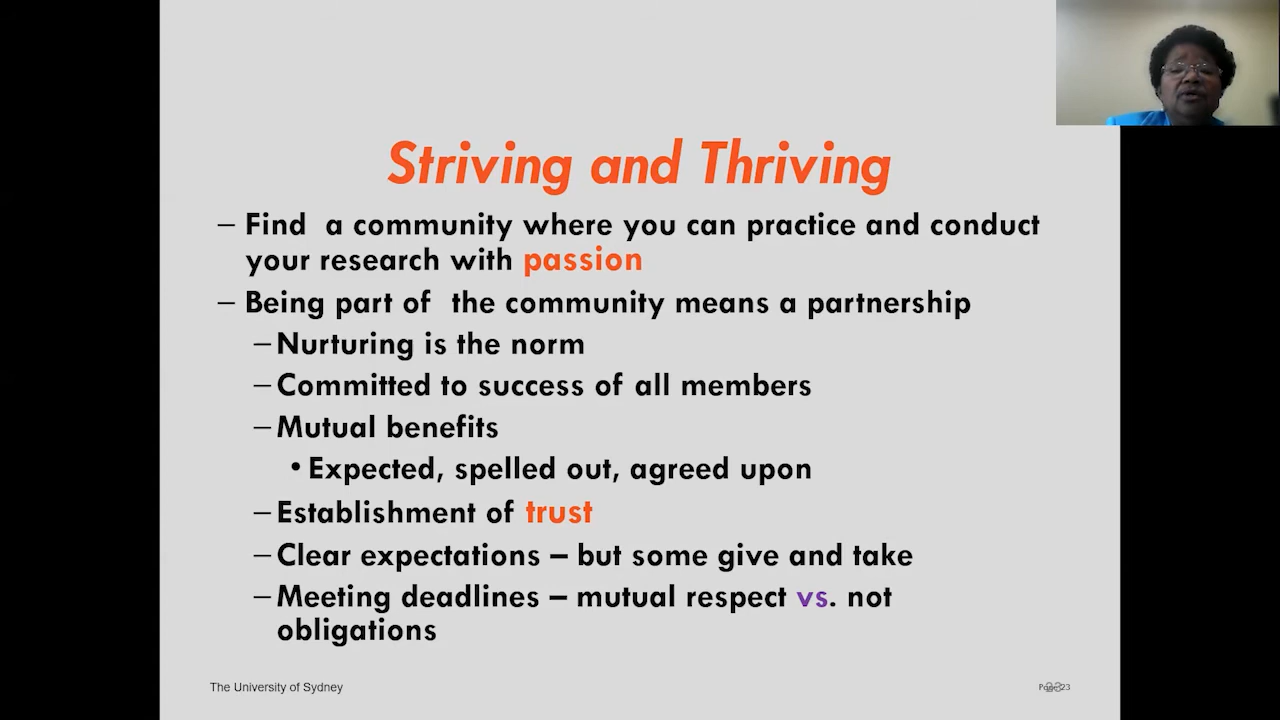 Striving and Thriving
– Find a community where you can practice and conduct
your research with passion
– Being part of the community means a partnership
– Nurturing is the norm
– Committed to success of all members
– Mutual benefits
• Expected, spelled out, agreed upon
– Establishment of trust
– Clear expectations – but some give and take
– Meeting deadlines – mutual respect vs. not
obligations
The University of Sydney
Page 23
23